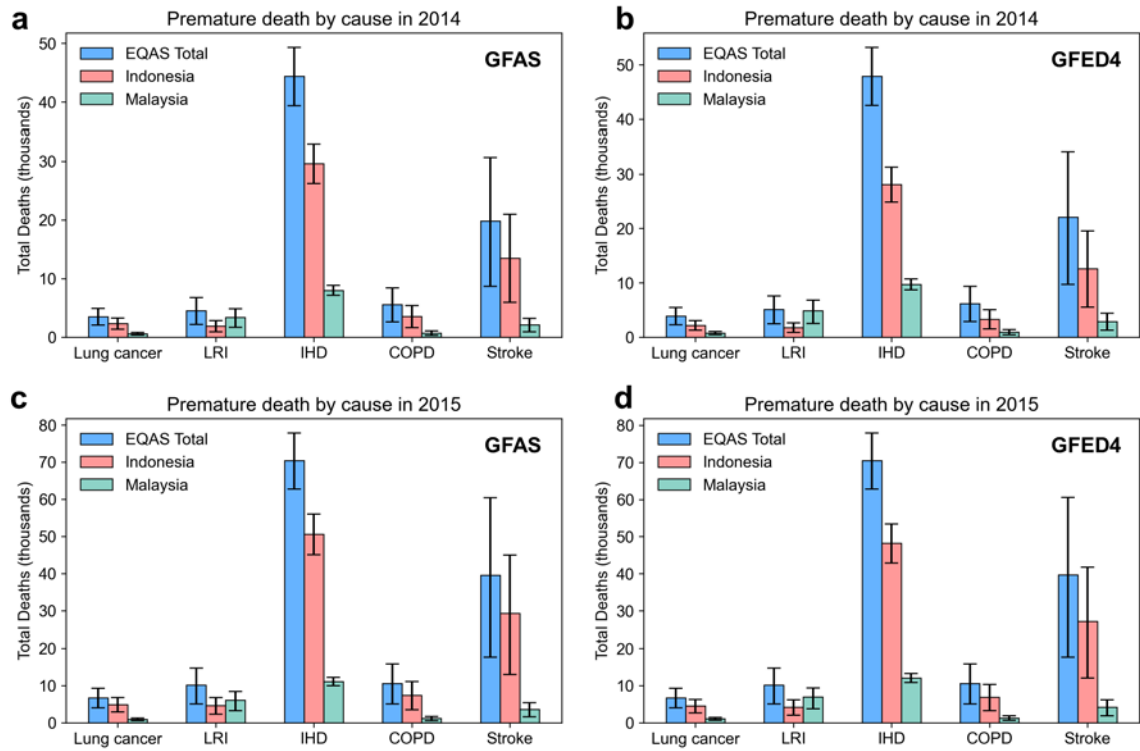 a
Premature death by cause in 2014
GFAS
EQAS Total
Indonesia
Malaysia
Total Deaths (thousands)
50
40
30
20
10
0
Lung cancer LRI IHD COPD Stroke
b
Premature death by cause in 2014
GFED4
EQAS Total
Indonesia
Malaysia
Total Deaths (thousands)
50
40
30
20
10
0
Lung cancer LRI IHD COPD Stroke
c
Premature death by cause in 2015
GFAS
EQAS Total
Indonesia
Malaysia
Total Deaths (thousands)
80
70
60
50
40
30
20
10
0
Lung cancer LRI IHD COPD Stroke
d
Premature death by cause in 2015
GFED4
EQAS Total
Indonesia
Malaysia
Total Deaths (thousands)
80
70
60
50
40
30
20
10
0
Lung cancer LRI IHD COPD Stroke